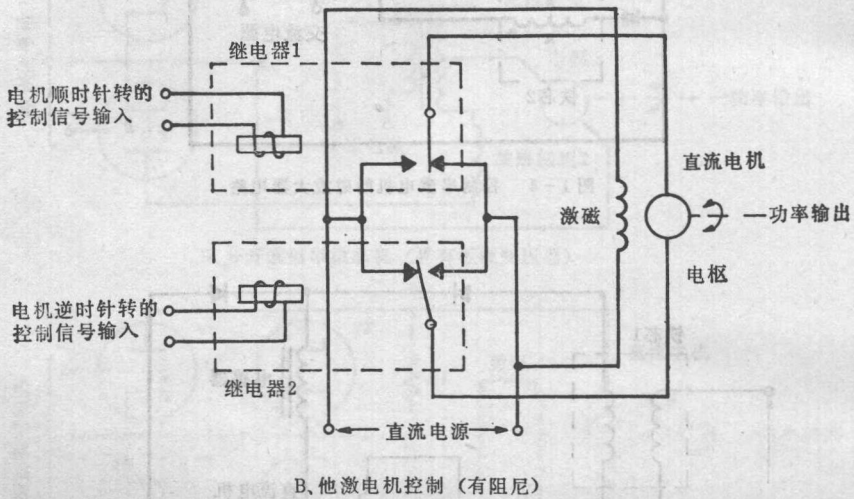 继电器1
电机顺时针转的
控制信号输入
直流电机
激磁
功率输出
电枢
电机逆时针转的
控制信号输入
继电器2
直流电源
B、他激电机控制（有阻尼）